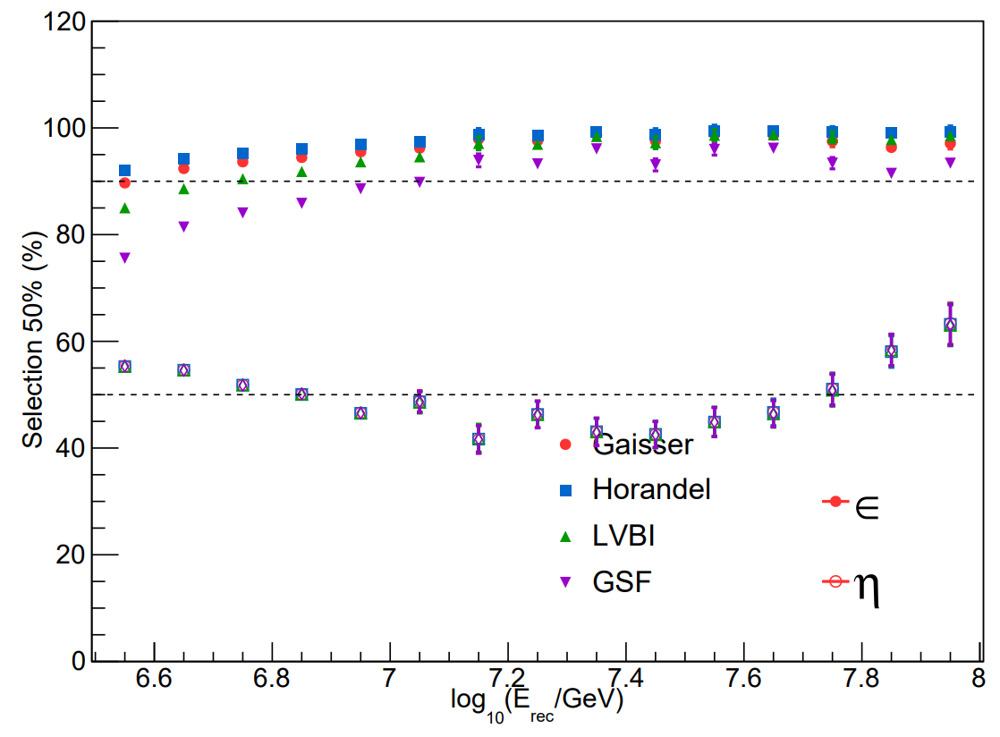 120
100
80
60
40
20
0
Selection 50% (%)
Gaisser
Horandel
LVBI
GSF
∈
η
6.6 6.8 7 7.2 7.4 7.6 7.8 8
log10(Erec/GeV)